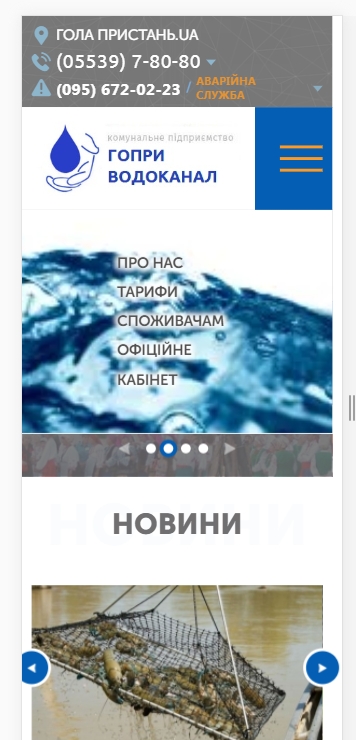 ГОЛА ПРИСТАНЬ.UA
(05539) 7-80-80
(095) 672-02-23 / АВАРІЙНА
СЛУЖБА
комунальне підприємство
ГОПРИ
ВОДОКАНАЛ
ПРО НАС
ТАРИФИ
СПОЖИВАЧАМ
ОФІЦІЙНЕ
КАБІНЕТ
НОВИНИ